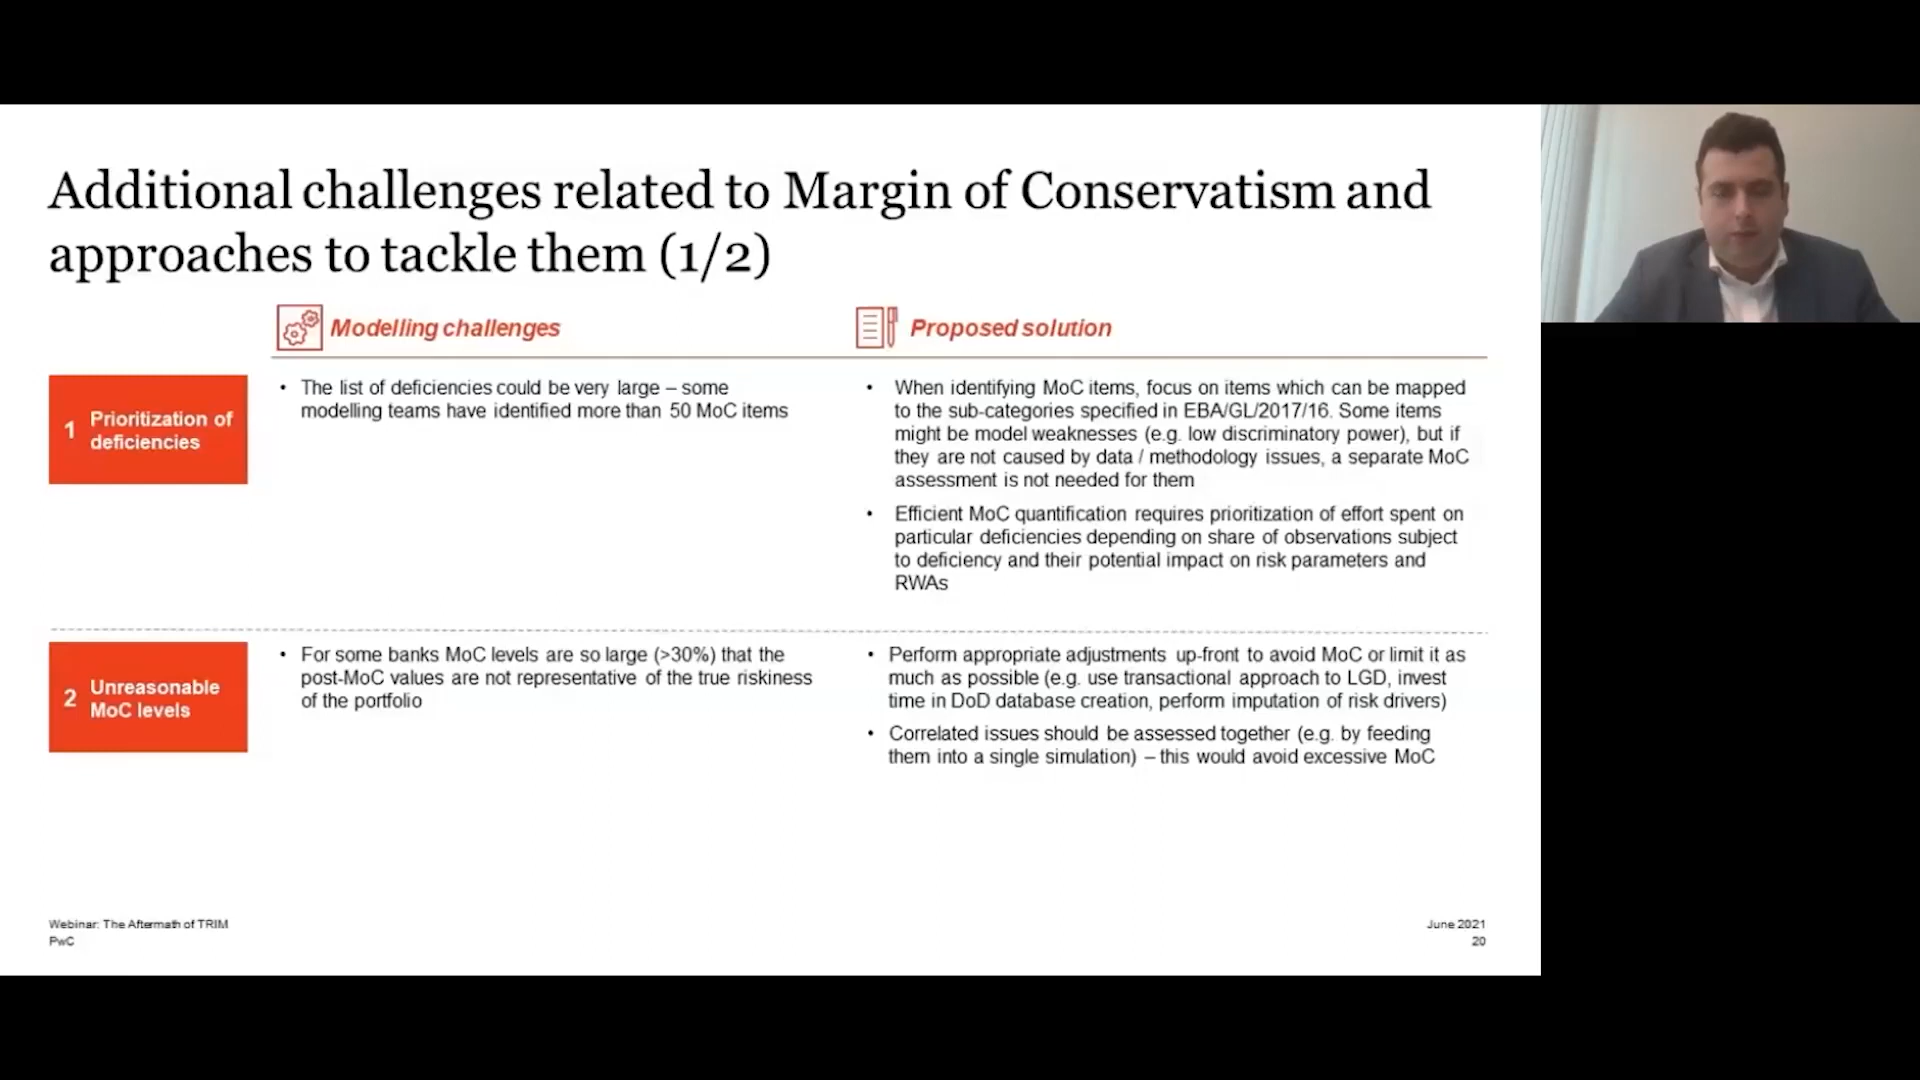 Additional challenges related to Margin of Conservatism and
approaches to tackle them (1/2)
Modelling challenges
Proposed solution
1 Prioritization of
deficiencies
• The list of deficiencies could be very large – some
modelling teams have identified more than 50 MoC items
• When identifying MoC items, focus on items which can be mapped
to the sub-categories specified in EBA/GL/2017/16. Some items
might be model weaknesses (e.g. low discriminatory power), but if
they are not caused by data / methodology issues, a separate MoC
assessment is not needed for them
• Efficient MoC quantification requires prioritization of effort spent on
particular deficiencies depending on share of observations subject
to deficiency and their potential impact on risk parameters and
RWAs
2 Unreasonable
MoC levels
• For some banks MoC levels are so large (>30%) that the
post-MoC values are not representative of the true riskiness
of the portfolio
• Perform appropriate adjustments up-front to avoid MoC or limit it as
much as possible (e.g. use transactional approach to LGD, invest
time in DoD database creation, perform imputation of risk drivers)
• Correlated issues should be assessed together (e.g. by feeding
them into a single simulation) – this would avoid excessive MoC
Webinar: The Aftermath of TRIM
PwC
June 2021
20